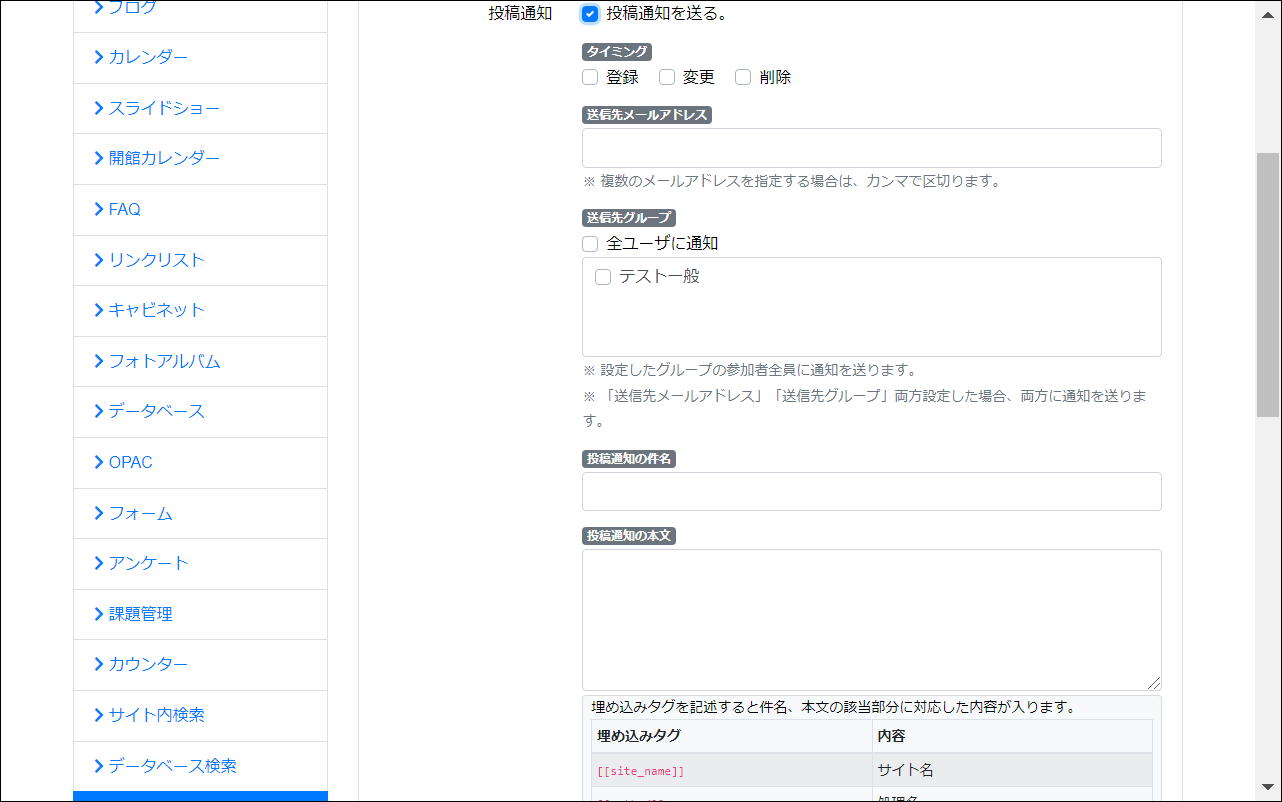 ブログ
カレンダー
スライドショー
開館カレンダー
FAQ
リンクリスト
キャビネット
フォトアルバム
データベース
OPAC
フォーム
アンケート
課題管理
カウンター
サイト内検索
データベース検索
投稿通知
投稿通知を送る。
タイミング
登録 変更 削除
送信先メールアドレス
※ 複数のメールアドレスを指定する場合は、カンマで区切ります。
送信先グループ
全ユーザに通知
テスト一般
※ 設定したグループの参加者全員に通知を送ります。
※ 「送信先メールアドレス」「送信先グループ」両方設定した場合、両方に通知を送りま
す。
投稿通知の件名
投稿通知の本文
埋め込みタグを記述すると件名、本文の該当部分に対応した内容が入ります。
埋め込みタグ 内容
[[site_name]] サイト名